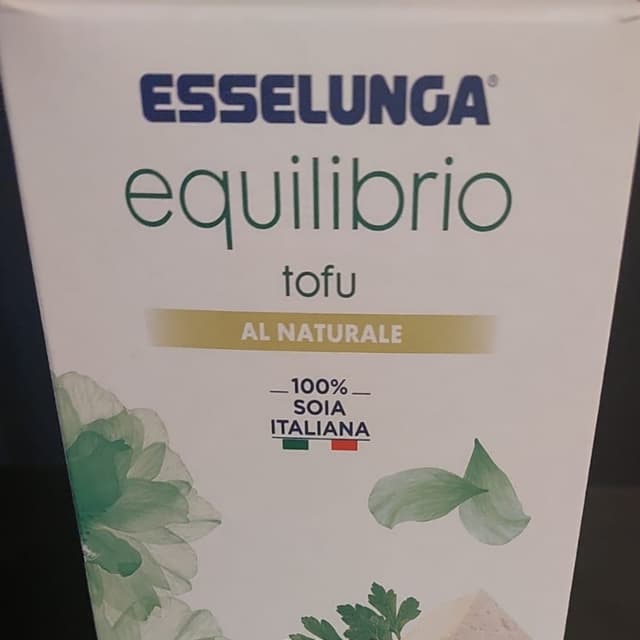 ESSELUNGA®
equilibrio
tofu
AL NATURALE
100%
SOIA
ITALIANA